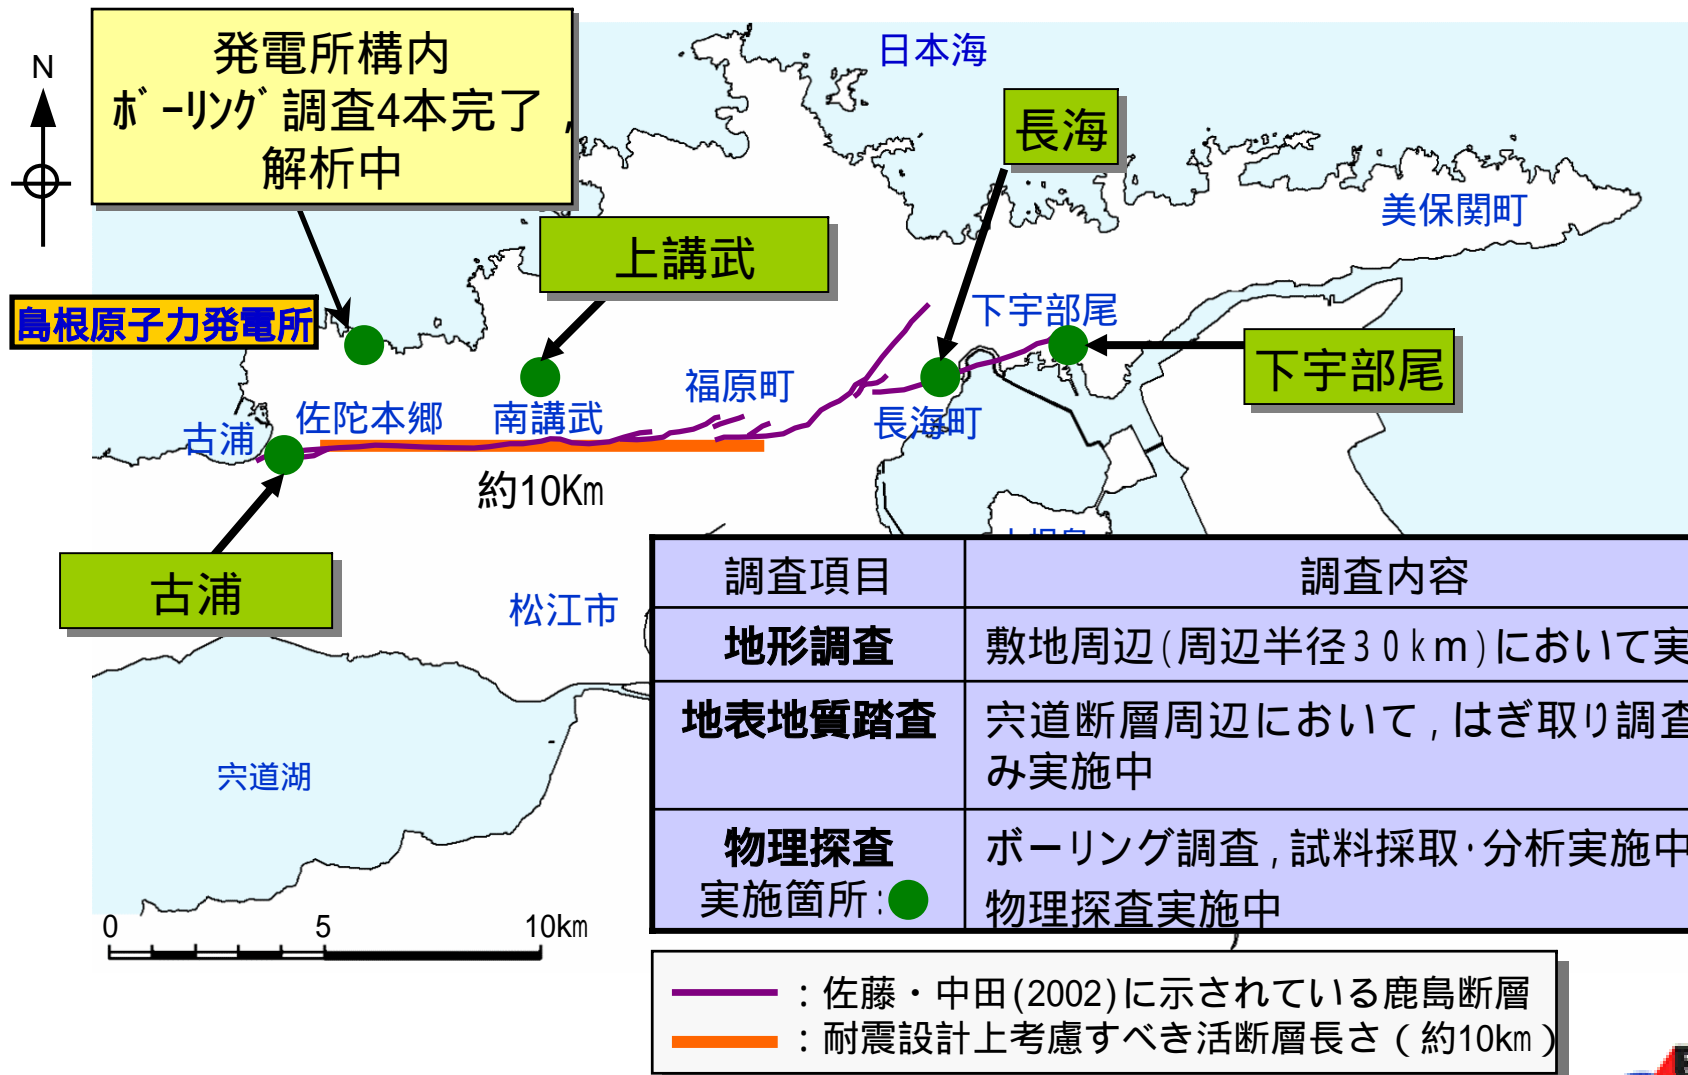 発電所構内
ボーリング調査4本完了,
解析中
日本海
N
長海
美保関町
上講武
島根原子力発電所
下宇部尾
下宇部尾
福原町
佐陀本郷
南講武
長海町
古浦
約10Km
古浦
松江市
宍道湖
調査項目
調査内容
地形調査
敷地周辺(周辺半径30km)において実
地表地質踏査
宍道断層周辺において,はぎ取り調査
み実施中
物理探査
実施箇所:
ボーリング調査,試料採取・分析実施中
物理探査実施中
0 5 10km
:佐藤・中田(2002)に示されている鹿島断層
:耐震設計上考慮すべき活断層長さ(約10km)